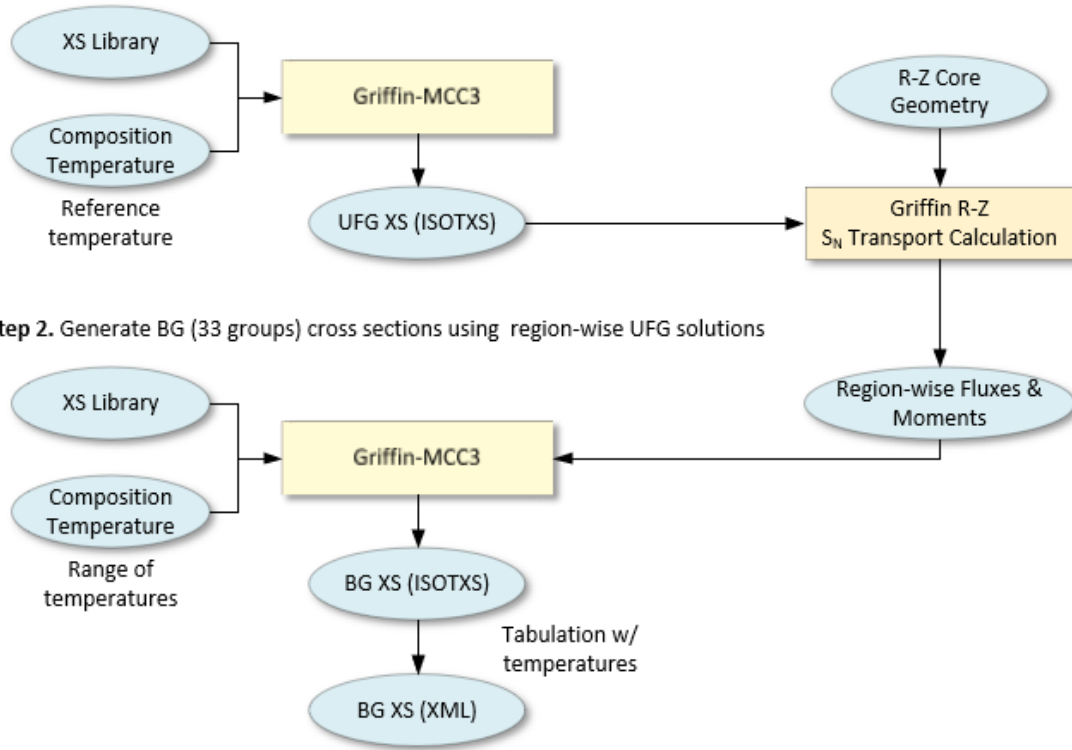 XS Library
Griffin-MCC3
R-Z Core
Geometry
Composition
Temperature
Reference
temperature
UFG XS (ISOTXS)
Griffin R-Z
SN Transport Calculation
tep 2. Generate BG (33 groups) cross sections using region-wise UFG solutions
XS Library
Region-wise Fluxes &
Moments
Griffin-MCC3
Composition
Temperature
Range of
temperatures
BG XS (ISOTXS)
Tabulation w/
temperatures
BG XS (XML)